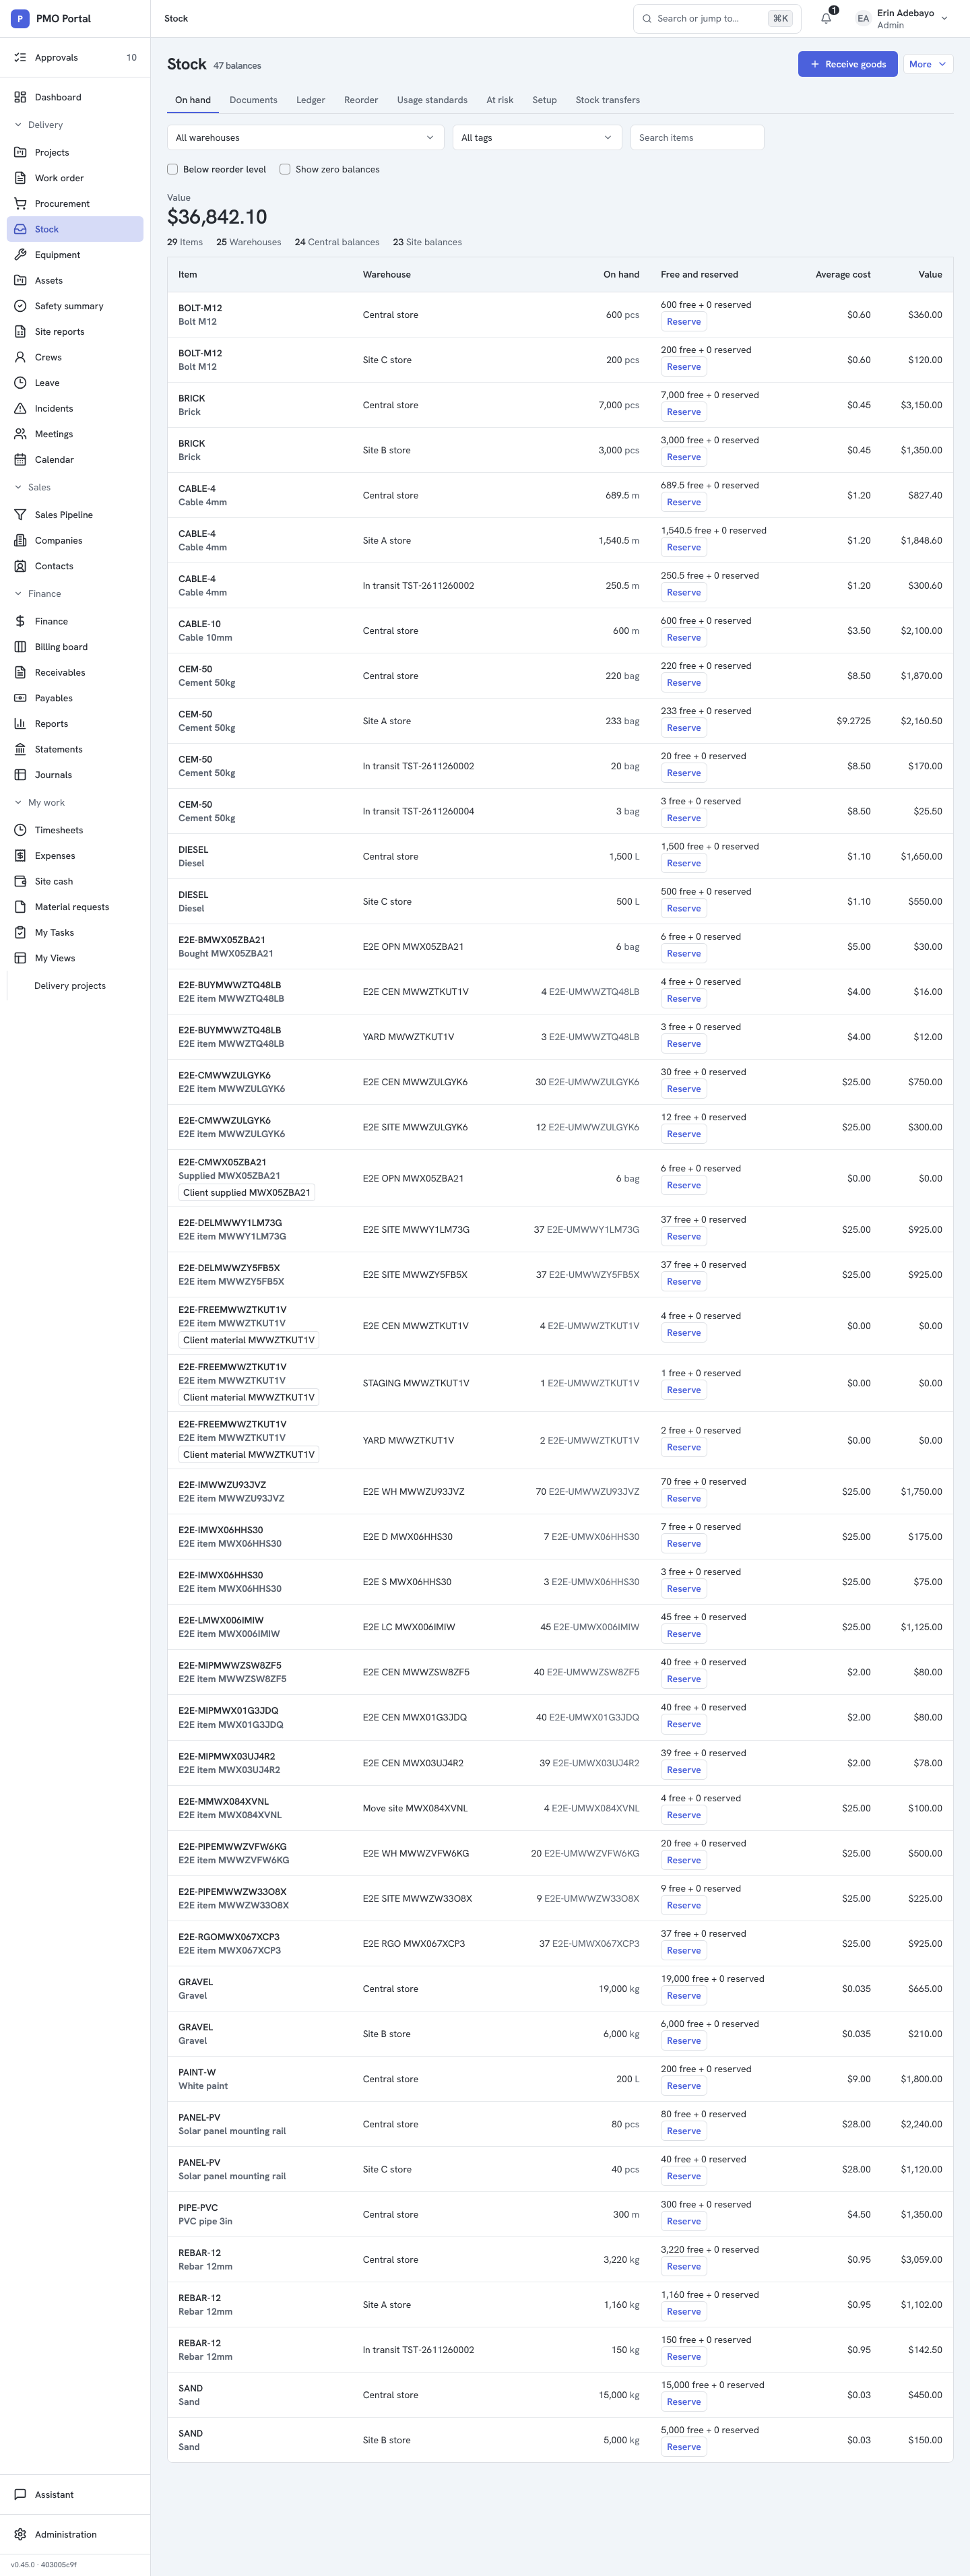 P PMO Portal
Stock
Search or jump to... ⌘K
1
EA Erin Adebayo
Admin
Approvals 10
Dashboard
Delivery
Projects
Work order
Procurement
Stock
Equipment
Assets
Safety summary
Site reports
Crews
Leave
Incidents
Meetings
Calendar
Sales
Sales Pipeline
Companies
Contacts
Finance
Finance
Billing board
Receivables
Payables
Reports
Statements
Journals
My work
Timesheets
Expenses
Site cash
Material requests
My Tasks
My Views
Delivery projects
Assistant
Administration
v0.45.0 · 403005c9f
Stock 47 balances
Receive goods
More
On hand Documents Ledger Reorder Usage standards At risk Setup Stock transfers
All warehouses All tags Search items
Below reorder level Show zero balances
Value
$36,842.10
29 Items 25 Warehouses 24 Central balances 23 Site balances
Item Warehouse On hand Free and reserved Average cost Value
BOLT-M12 Bolt M12 Central store 600 pcs 600 free + 0 reserved Reserve $0.60 $360.00
BOLT-M12 Bolt M12 Site C store 200 pcs 200 free + 0 reserved Reserve $0.60 $120.00
BRICK Brick Central store 7,000 pcs 7,000 free + 0 reserved Reserve $0.45 $3,150.00
BRICK Brick Site B store 3,000 pcs 3,000 free + 0 reserved Reserve $0.45 $1,350.00
CABLE-4 Cable 4mm Central store 689.5 m 689.5 free + 0 reserved Reserve $1.20 $827.40
CABLE-4 Cable 4mm Site A store 1,540.5 m 1,540.5 free + 0 reserved Reserve $1.20 $1,848.60
CABLE-4 Cable 4mm In transit TST-2611260002 250.5 m 250.5 free + 0 reserved Reserve $1.20 $300.60
CABLE-10 Cable 10mm Central store 600 m 600 free + 0 reserved Reserve $3.50 $2,100.00
CEM-50 Cement 50kg Central store 220 bag 220 free + 0 reserved Reserve $8.50 $1,870.00
CEM-50 Cement 50kg Site A store 233 bag 233 free + 0 reserved Reserve $9.2725 $2,160.50
CEM-50 Cement 50kg In transit TST-2611260002 20 bag 20 free + 0 reserved Reserve $8.50 $170.00
CEM-50 Cement 50kg In transit TST-2611260004 3 bag 3 free + 0 reserved Reserve $8.50 $25.50
DIESEL Diesel Central store 1,500 L 1,500 free + 0 reserved Reserve $1.10 $1,650.00
DIESEL Diesel Site C store 500 L 500 free + 0 reserved Reserve $1.10 $550.00
E2E-BMWX05ZBA21 Bought MWX05ZBA21 E2E OPN MWX05ZBA21 6 bag 6 free + 0 reserved Reserve $5.00 $30.00
E2E-BUYMWWZTQ48LB E2E item MWWZTQ48LB E2E CEN MWWZTKUT1V 4 E2E-UMWWZTQ48LB 4 free + 0 reserved Reserve $4.00 $16.00
E2E-BUYMWWZTQ48LB E2E item MWWZTQ48LB YARD MWWZTKUT1V 3 E2E-UMWWZTQ48LB 3 free + 0 reserved Reserve $4.00 $12.00
E2E-CMWWZULGYK6 E2E item MWWZULGYK6 E2E CEN MWWZULGYK6 30 E2E-UMWWZULGYK6 30 free + 0 reserved Reserve $25.00 $750.00
E2E-CMWWZULGYK6 E2E item MWWZULGYK6 E2E SITE MWWZULGYK6 12 E2E-UMWWZULGYK6 12 free + 0 reserved Reserve $25.00 $300.00
E2E-CMWX05ZBA21 Supplied MWX05ZBA21 Client supplied MWX05ZBA21 E2E OPN MWX05ZBA21 6 bag 6 free + 0 reserved Reserve $0.00 $0.00
E2E-DELMWWY1LM73G E2E item MWWY1LM73G E2E SITE MWWY1LM73G 37 E2E-UMWWY1LM73G 37 free + 0 reserved Reserve $25.00 $925.00
E2E-DELMWWZY5FB5X E2E item MWWZY5FB5X E2E SITE MWWZY5FB5X 37 E2E-UMWWZY5FB5X 37 free + 0 reserved Reserve $25.00 $925.00
E2E-FREEMWWZTKUT1V E2E item MWWZTKUT1V Client material MWWZTKUT1V E2E CEN MWWZTKUT1V 4 E2E-UMWWZTKUT1V 4 free + 0 reserved Reserve $0.00 $0.00
E2E-FREEMWWZTKUT1V E2E item MWWZTKUT1V Client material MWWZTKUT1V STAGING MWWZTKUT1V 1 E2E-UMWWZTKUT1V 1 free + 0 reserved Reserve $0.00 $0.00
E2E-FREEMWWZTKUT1V E2E item MWWZTKUT1V Client material MWWZTKUT1V YARD MWWZTKUT1V 2 E2E-UMWWZTKUT1V 2 free + 0 reserved Reserve $0.00 $0.00
E2E-IMWWZU93JVZ E2E item MWWZU93JVZ E2E WH MWWZU93JVZ 70 E2E-UMWWZU93JVZ 70 free + 0 reserved Reserve $25.00 $1,750.00
E2E-IMWX06HHS30 E2E item MWX06HHS30 E2E D MWX06HHS30 7 E2E-UMWX06HHS30 7 free + 0 reserved Reserve $25.00 $175.00
E2E-IMWX06HHS30 E2E item MWX06HHS30 E2E S MWX06HHS30 3 E2E-UMWX06HHS30 3 free + 0 reserved Reserve $25.00 $75.00
E2E-LMWX006IMIW E2E item MWX006IMIW E2E LC MWX006IMIW 45 E2E-UMWX006IMIW 45 free + 0 reserved Reserve $25.00 $1,125.00
E2E-MIPMWWZSW8ZF5 E2E item MWWZSW8ZF5 E2E CEN MWWZSW8ZF5 40 E2E-UMWWZSW8ZF5 40 free + 0 reserved Reserve $2.00 $80.00
E2E-MIPMWX01G3JDQ E2E item MWX01G3JDQ E2E CEN MWX01G3JDQ 40 E2E-UMWX01G3JDQ 40 free + 0 reserved Reserve $2.00 $80.00
E2E-MIPMWX03UJ4R2 E2E item MWX03UJ4R2 E2E CEN MWX03UJ4R2 39 E2E-UMWX03UJ4R2 39 free + 0 reserved Reserve $2.00 $78.00
E2E-MMWX084XVNL E2E item MWX084XVNL Move site MWX084XVNL 4 E2E-UMWX084XVNL 4 free + 0 reserved Reserve $25.00 $100.00
E2E-PIPEMWWZVFW6KG E2E item MWWZVFW6KG E2E WH MWWZVFW6KG 20 E2E-UMWWZVFW6KG 20 free + 0 reserved Reserve $25.00 $500.00
E2E-PIPEMWWZW33O8X E2E item MWWZW33O8X E2E SITE MWWZW33O8X 9 E2E-UMWWZW33O8X 9 free + 0 reserved Reserve $25.00 $225.00
E2E-RGOMWX067XCP3 E2E item MWX067XCP3 E2E RGO MWX067XCP3 37 E2E-UMWX067XCP3 37 free + 0 reserved Reserve $25.00 $925.00
GRAVEL Gravel Central store 19,000 kg 19,000 free + 0 reserved Reserve $0.035 $665.00
GRAVEL Gravel Site B store 6,000 kg 6,000 free + 0 reserved Reserve $0.035 $210.00
PAINT-W White paint Central store 200 L 200 free + 0 reserved Reserve $9.00 $1,800.00
PANEL-PV Solar panel mounting rail Central store 80 pcs 80 free + 0 reserved Reserve $28.00 $2,240.00
PANEL-PV Solar panel mounting rail Site C store 40 pcs 40 free + 0 reserved Reserve $28.00 $1,120.00
PIPE-PVC PVC pipe 3in Central store 300 m 300 free + 0 reserved Reserve $4.50 $1,350.00
REBAR-12 Rebar 12mm Central store 3,220 kg 3,220 free + 0 reserved Reserve $0.95 $3,059.00
REBAR-12 Rebar 12mm Site A store 1,160 kg 1,160 free + 0 reserved Reserve $0.95 $1,102.00
REBAR-12 Rebar 12mm In transit TST-2611260002 150 kg 150 free + 0 reserved Reserve $0.95 $142.50
SAND Sand Central store 15,000 kg 15,000 free + 0 reserved Reserve $0.03 $450.00
SAND Sand Site B store 5,000 kg 5,000 free + 0 reserved Reserve $0.03 $150.00